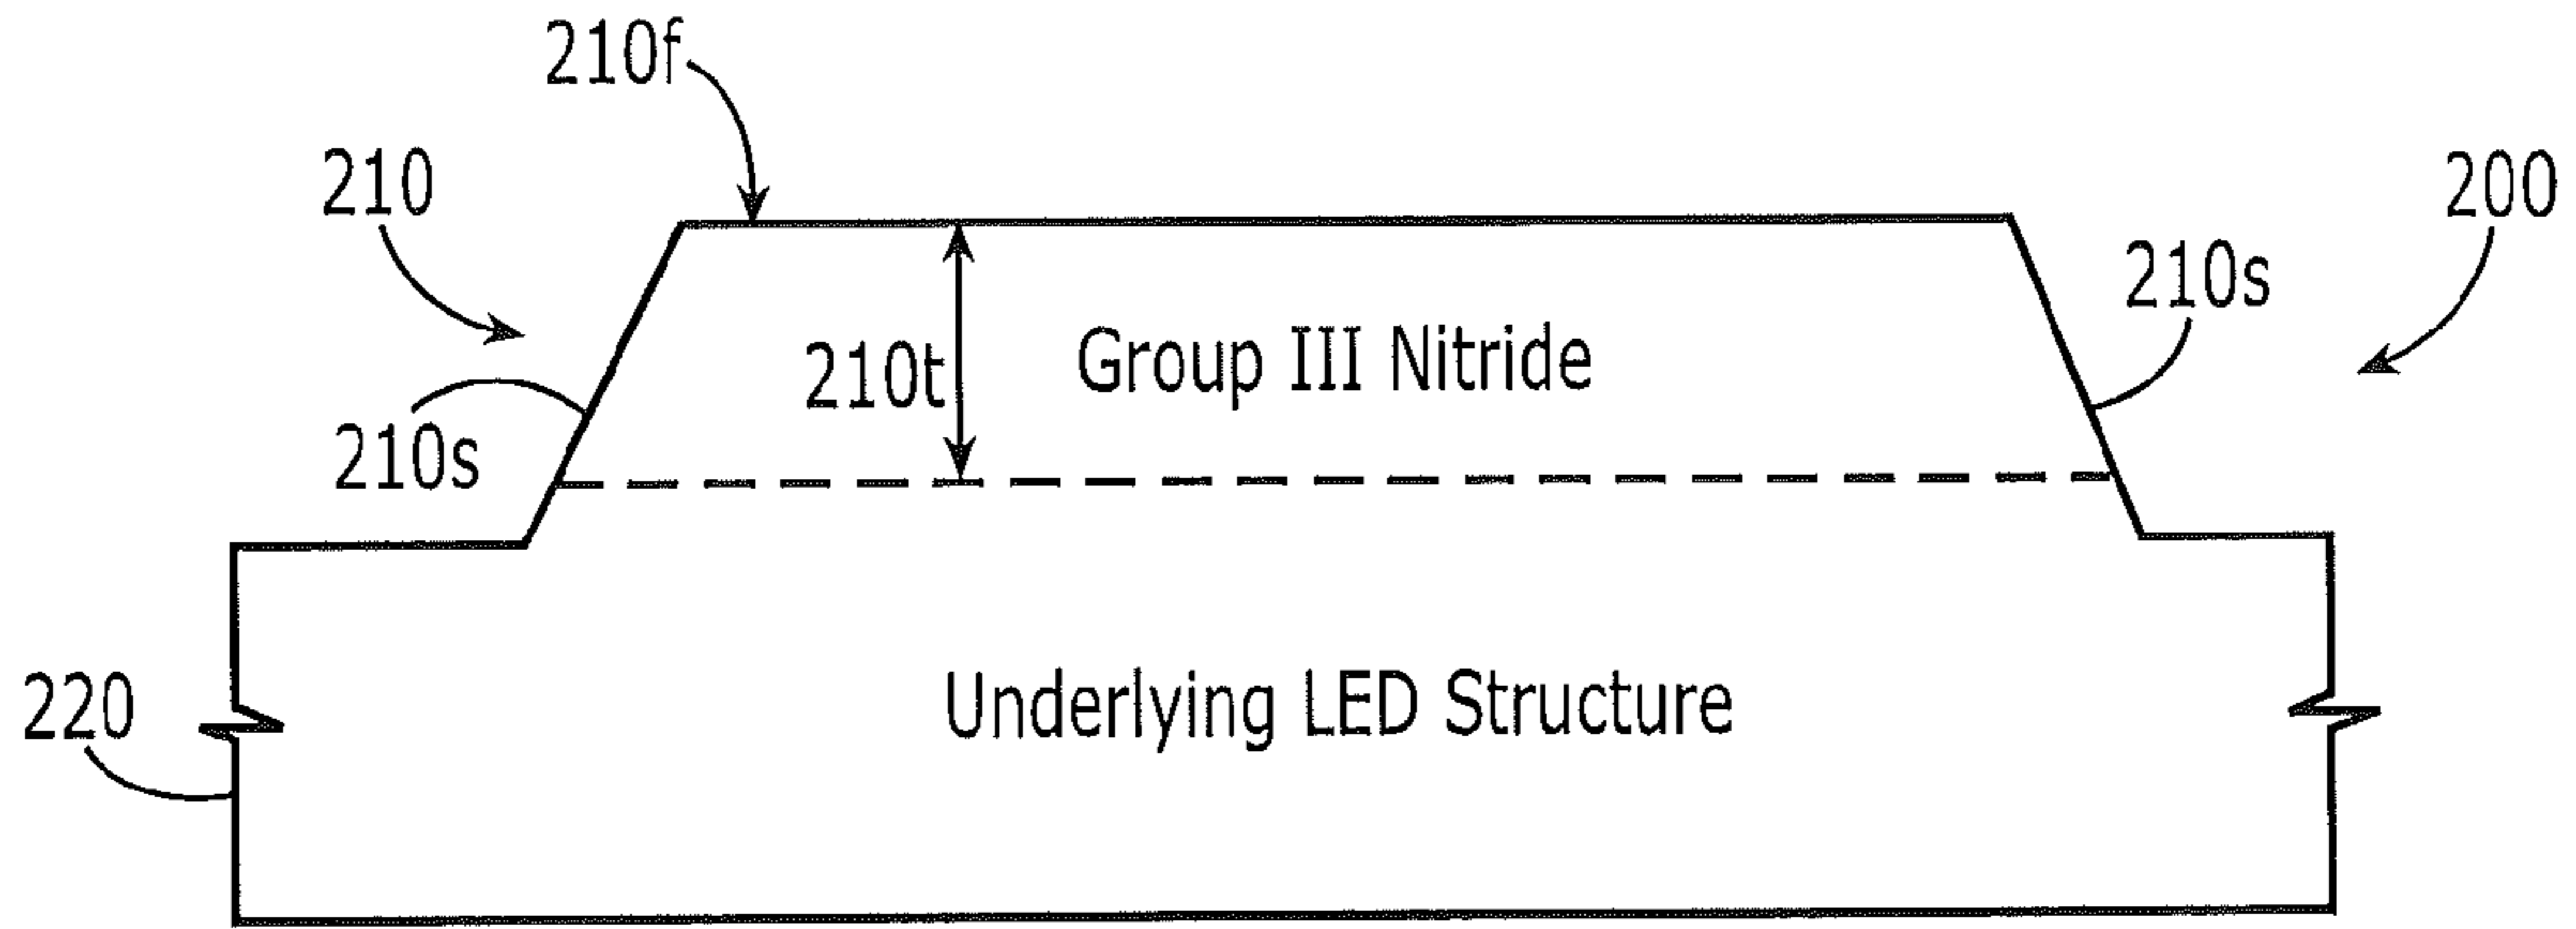 210f
210
200
210s
Group III Nitride
210t
210s
Underlying LED Structure
220